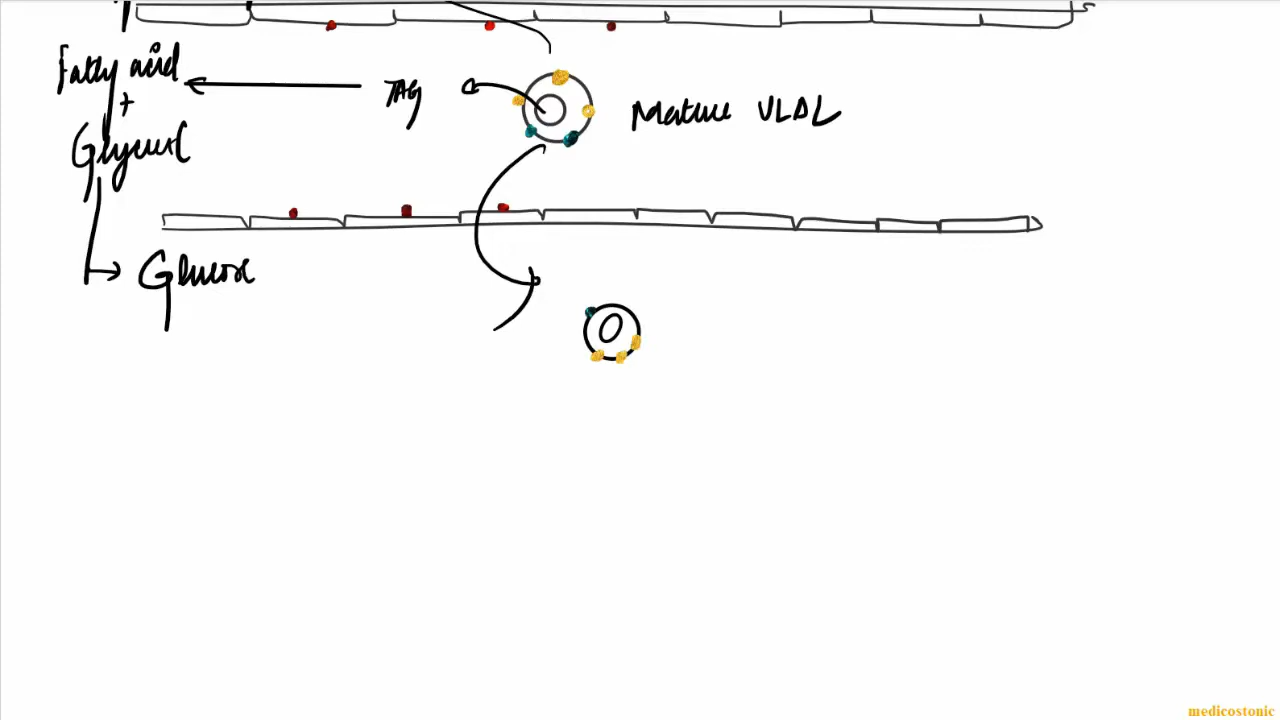 Fatty acid
+
Glycerol
TAG
Mature VLDL
Glucose
medicostonic